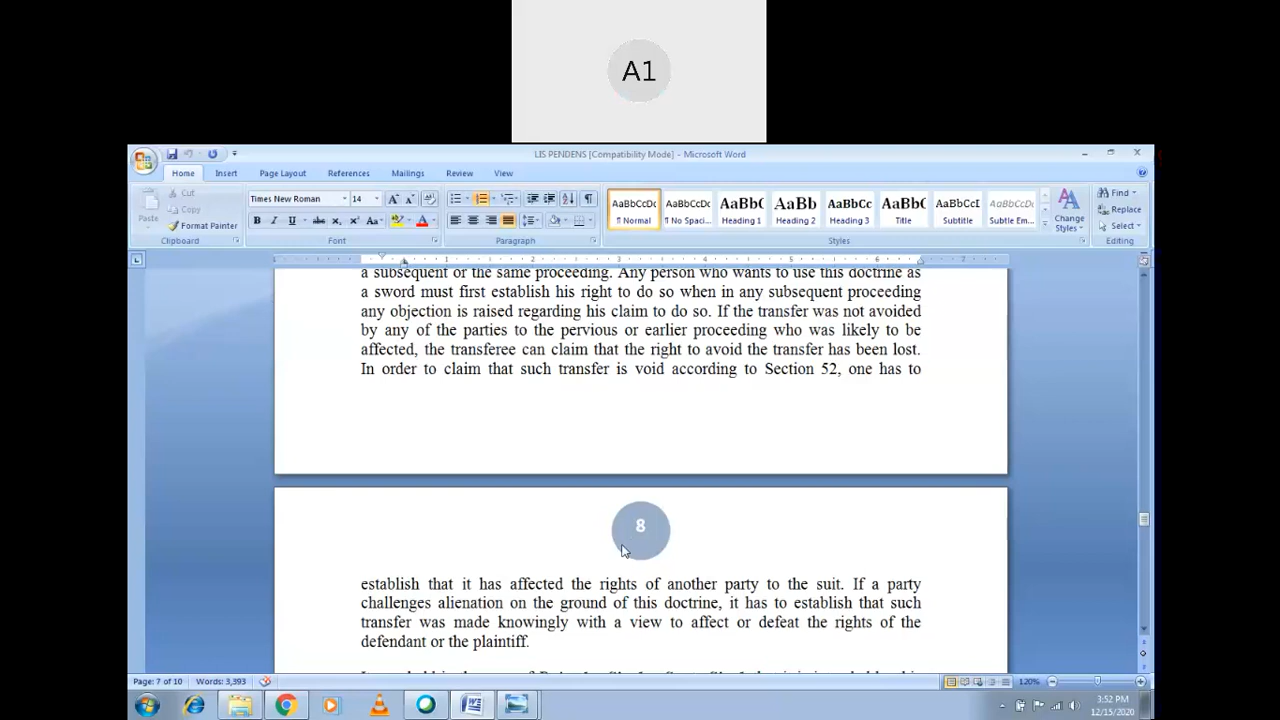 A1
LIS PENDENS [Compatibility Mode] - Microsoft Word
Home Insert Page Layout References Mailings Review View
Cut
Copy
Format Painter
Paste
Clipboard
Times New Roman 14
Font
Paragraph
AaBbCcDc AaBbCcDc AaBbC AaBb AaBbCc AaBbC AaBbCcI AaBbCcDc
¶ Normal ¶ No Spaci... Heading 1 Heading 2 Heading 3 Title Subtitle Subtle Em...
Styles
Change Styles
Find
Replace
Select
Editing
a subsequent or the same proceeding. Any person who wants to use this doctrine as
a sword must first establish his right to do so when in any subsequent proceeding
any objection is raised regarding his claim to do so. If the transfer was not avoided
by any of the parties to the pervious or earlier proceeding who was likely to be
affected, the transferee can claim that the right to avoid the transfer has been lost.
In order to claim that such transfer is void according to Section 52, one has to
8
establish that it has affected the rights of another party to the suit. If a party
challenges alienation on the ground of this doctrine, it has to establish that such
transfer was made knowingly with a view to affect or defeat the rights of the
defendant or the plaintiff.
Page: 7 of 10 Words: 3,393 120%
3:52 PM
12/15/2020